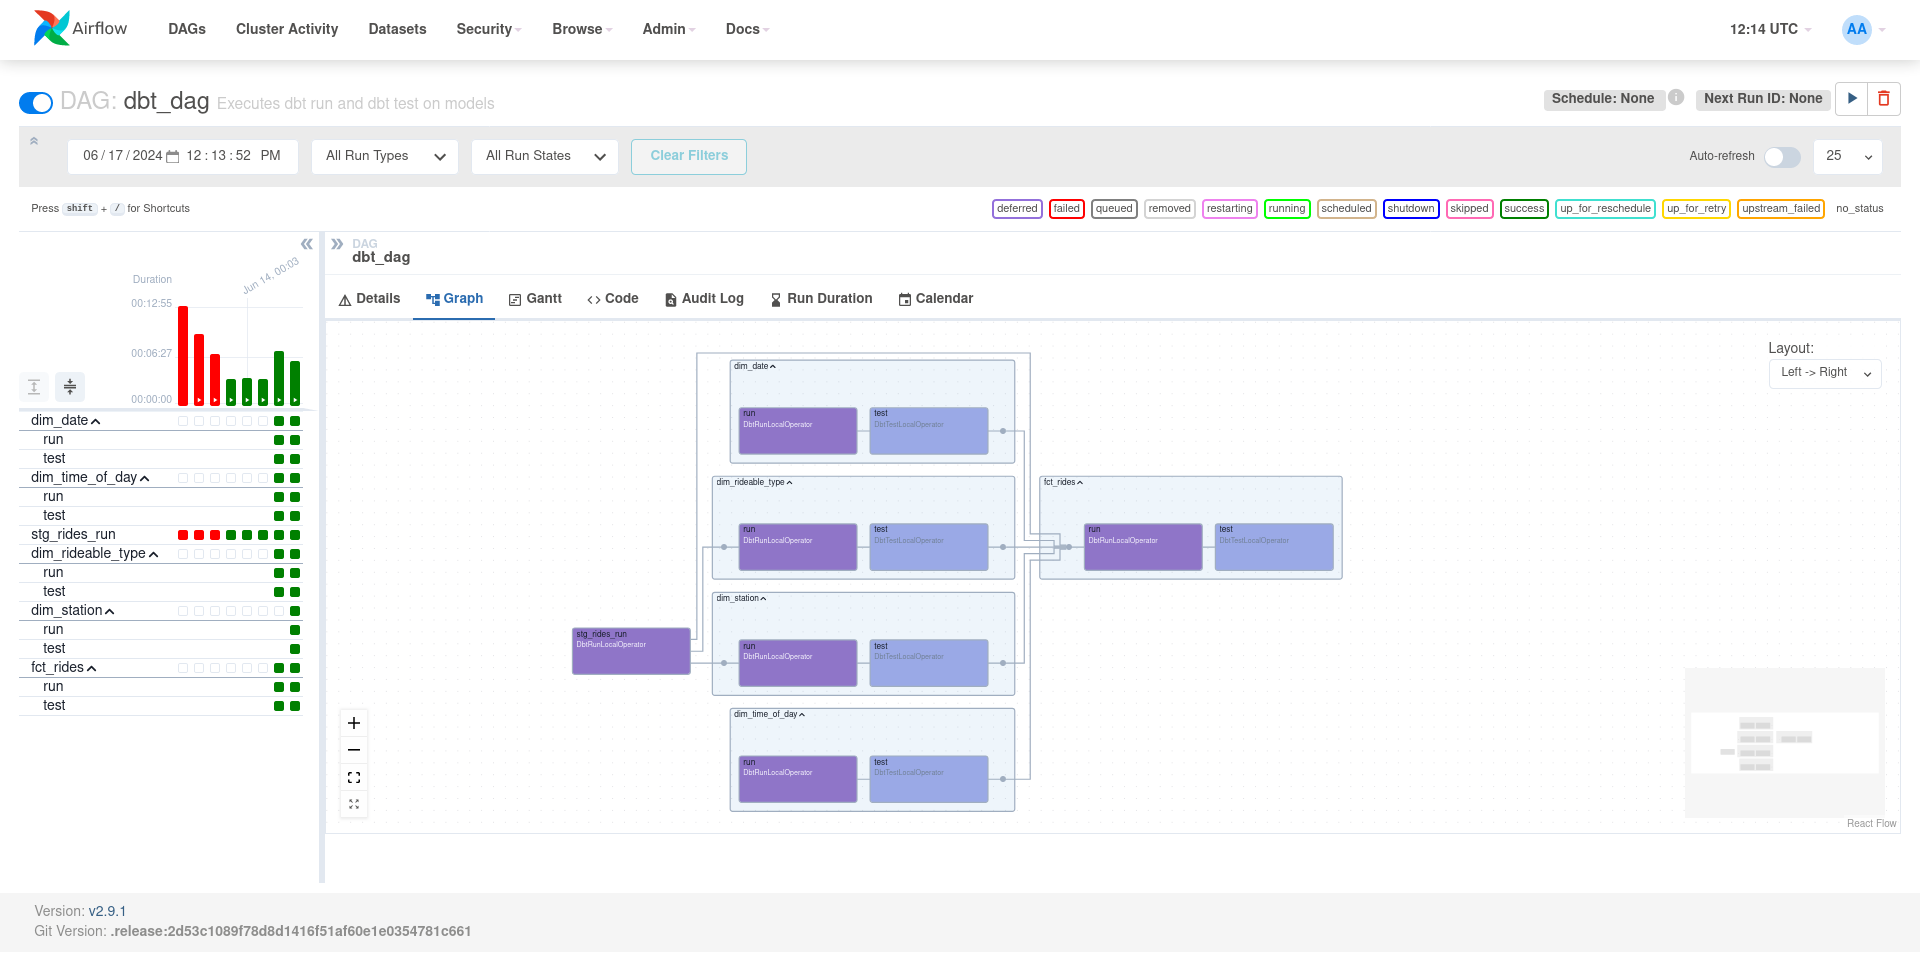 Airflow DAGs Cluster Activity Datasets Security Browse Admin Docs 12:14 UTC AA
DAG: dbt_dag Executes dbt run and dbt test on models Schedule: None i Next Run ID: None
06 / 17 / 2024 12 : 13 : 52 PM All Run Types All Run States Clear Filters Auto-refresh 25
Press shift + / for Shortcuts deferred failed queued removed restarting running scheduled shutdown skipped success up_for_reschedule up_for_retry upstream_failed no_status
Duration
Jun 14, 00:03
00:12:55
00:06:27
00:00:00
dim_date
run
test
dim_time_of_day
run
test
stg_rides_run
dim_rideable_type
run
test
dim_station
run
test
fct_rides
run
test
DAG
dbt_dag
Details Graph Gantt Code Audit Log Run Duration Calendar
Layout:
Left -> Right
dim_date
run test
DbtRunLocalOperator DbtTestLocalOperator
dim_rideable_type
run test
DbtRunLocalOperator DbtTestLocalOperator
fct_rides
run test
DbtRunLocalOperator DbtTestLocalOperator
dim_station
run test
DbtRunLocalOperator DbtTestLocalOperator
stg_rides_run
DbtRunLocalOperator
dim_time_of_day
run test
DbtRunLocalOperator DbtTestLocalOperator
React Flow
Version: v2.9.1
Git Version: .release:2d53c1089f78d8d1416f51af60e1e0354781c661